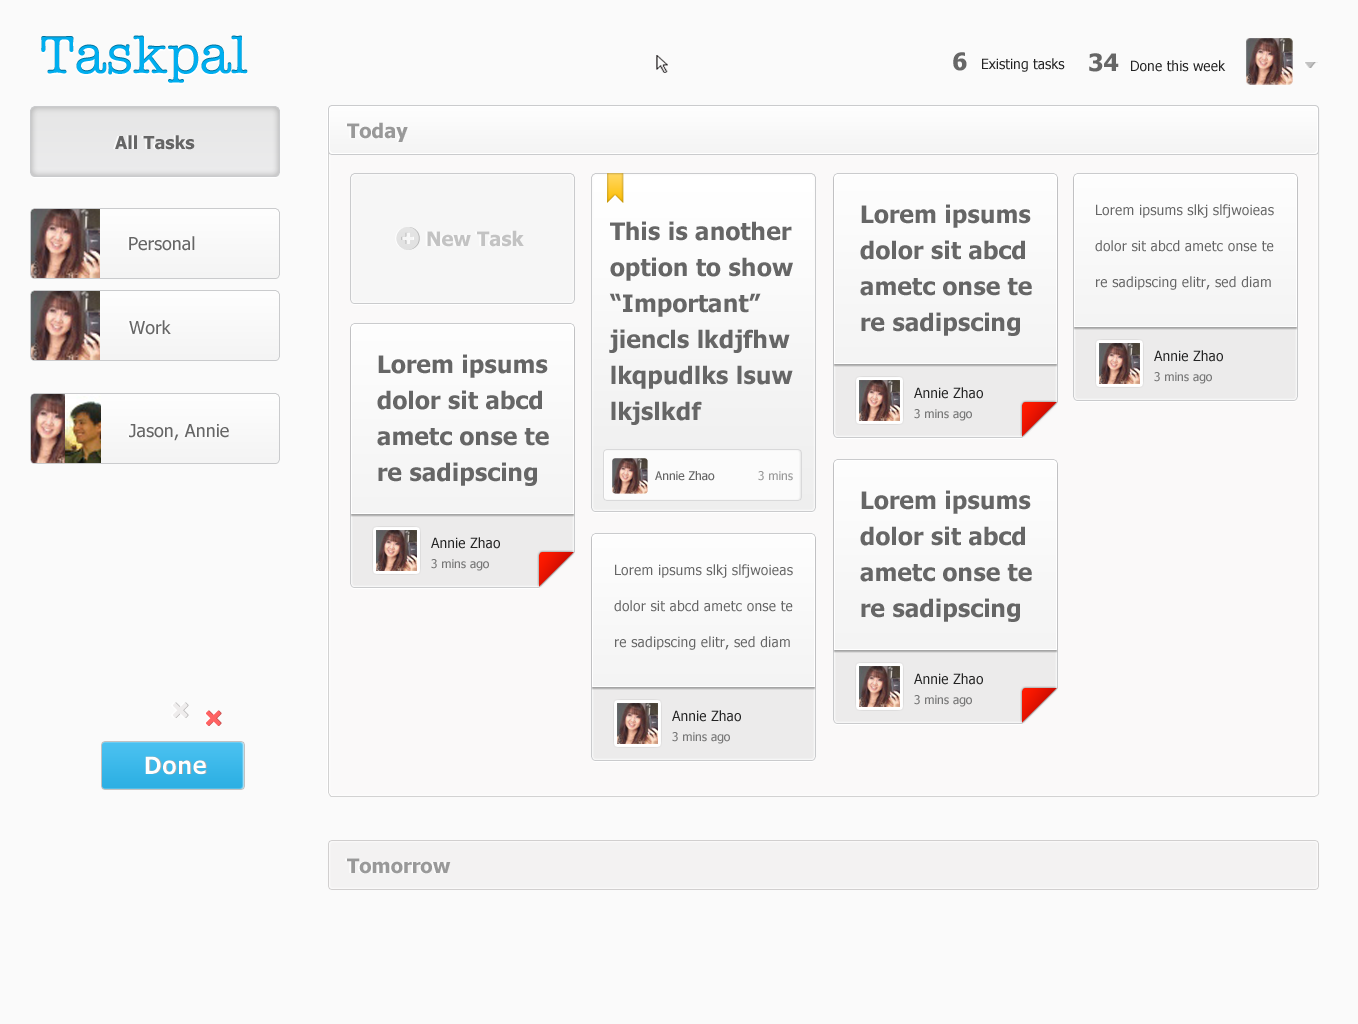 Taskpal
6 Existing tasks
34 Done this week
All Tasks
Personal
Work
Jason, Annie
Done
Today
New Task
Lorem ipsums
dolor sit abcd
ametc onse te
re sadipscing
Annie Zhao
3 mins ago
This is another
option to show
“Important”
jiencls lkdjfhw
lkqpudlks lsuw
lkjslkdf
Annie Zhao
3 mins
Lorem ipsums slkj slfjwoieas
dolor sit abcd ametc onse te
re sadipscing elitr, sed diam
Annie Zhao
3 mins ago
Lorem ipsums
dolor sit abcd
ametc onse te
re sadipscing
Annie Zhao
3 mins ago
Lorem ipsums
dolor sit abcd
ametc onse te
re sadipscing
Annie Zhao
3 mins ago
Lorem ipsums slkj slfjwoieas
dolor sit abcd ametc onse te
re sadipscing elitr, sed diam
Annie Zhao
3 mins ago
Tomorrow